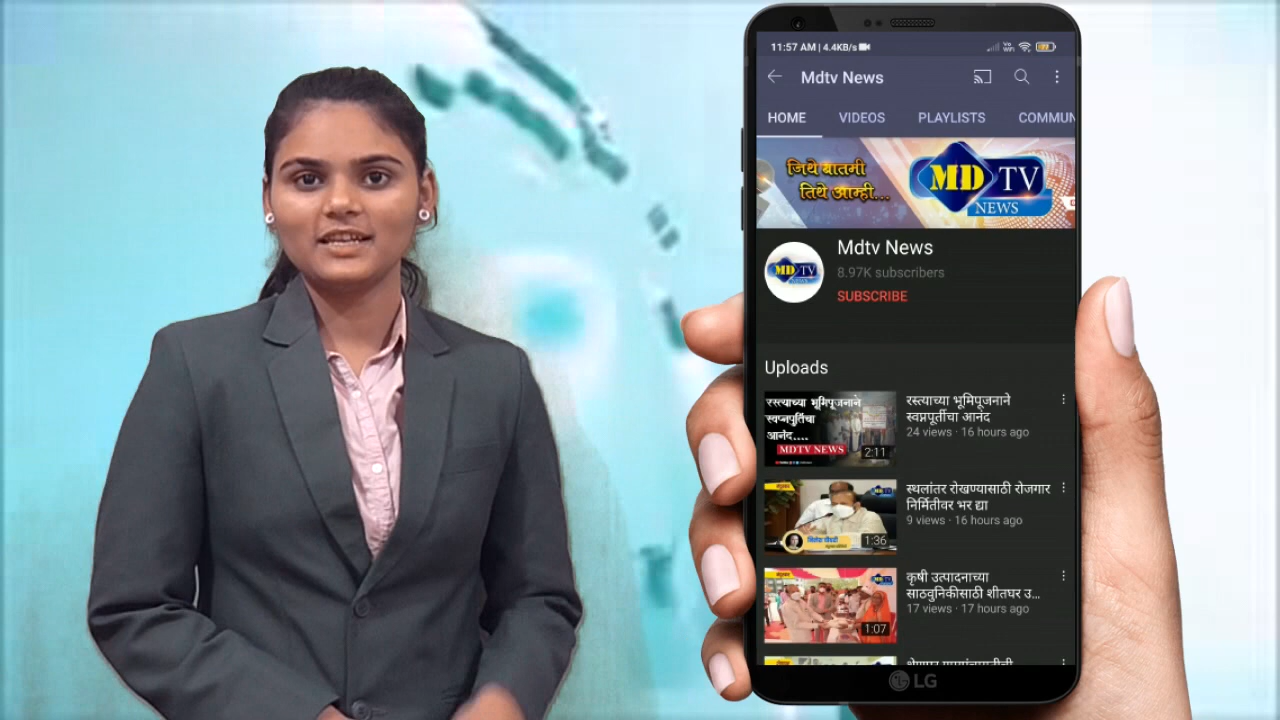 11:57 AM | 4.4KB/s
Mdtv News
HOME VIDEOS PLAYLISTS COMMUN
जिथे बातमी
तिथे आम्ही...
MD TV
NEWS
Mdtv News
8.97K subscribers
SUBSCRIBE
Uploads
रस्त्याच्या भूमिपूजनाने
स्वप्नपुर्तिचा
आनंद....
MDTV NEWS
2:11
रस्त्याच्या भूमिपूजनाने
स्वप्नपूर्तीचा आनंद
24 views · 16 hours ago
1:36
स्थलांतर रोखण्यासाठी रोजगार
निर्मितीवर भर द्या
9 views · 16 hours ago
1:07
कृषी उत्पादनाच्या
साठवुनिकीसाठी शीतघर उ...
17 views · 17 hours ago
LG